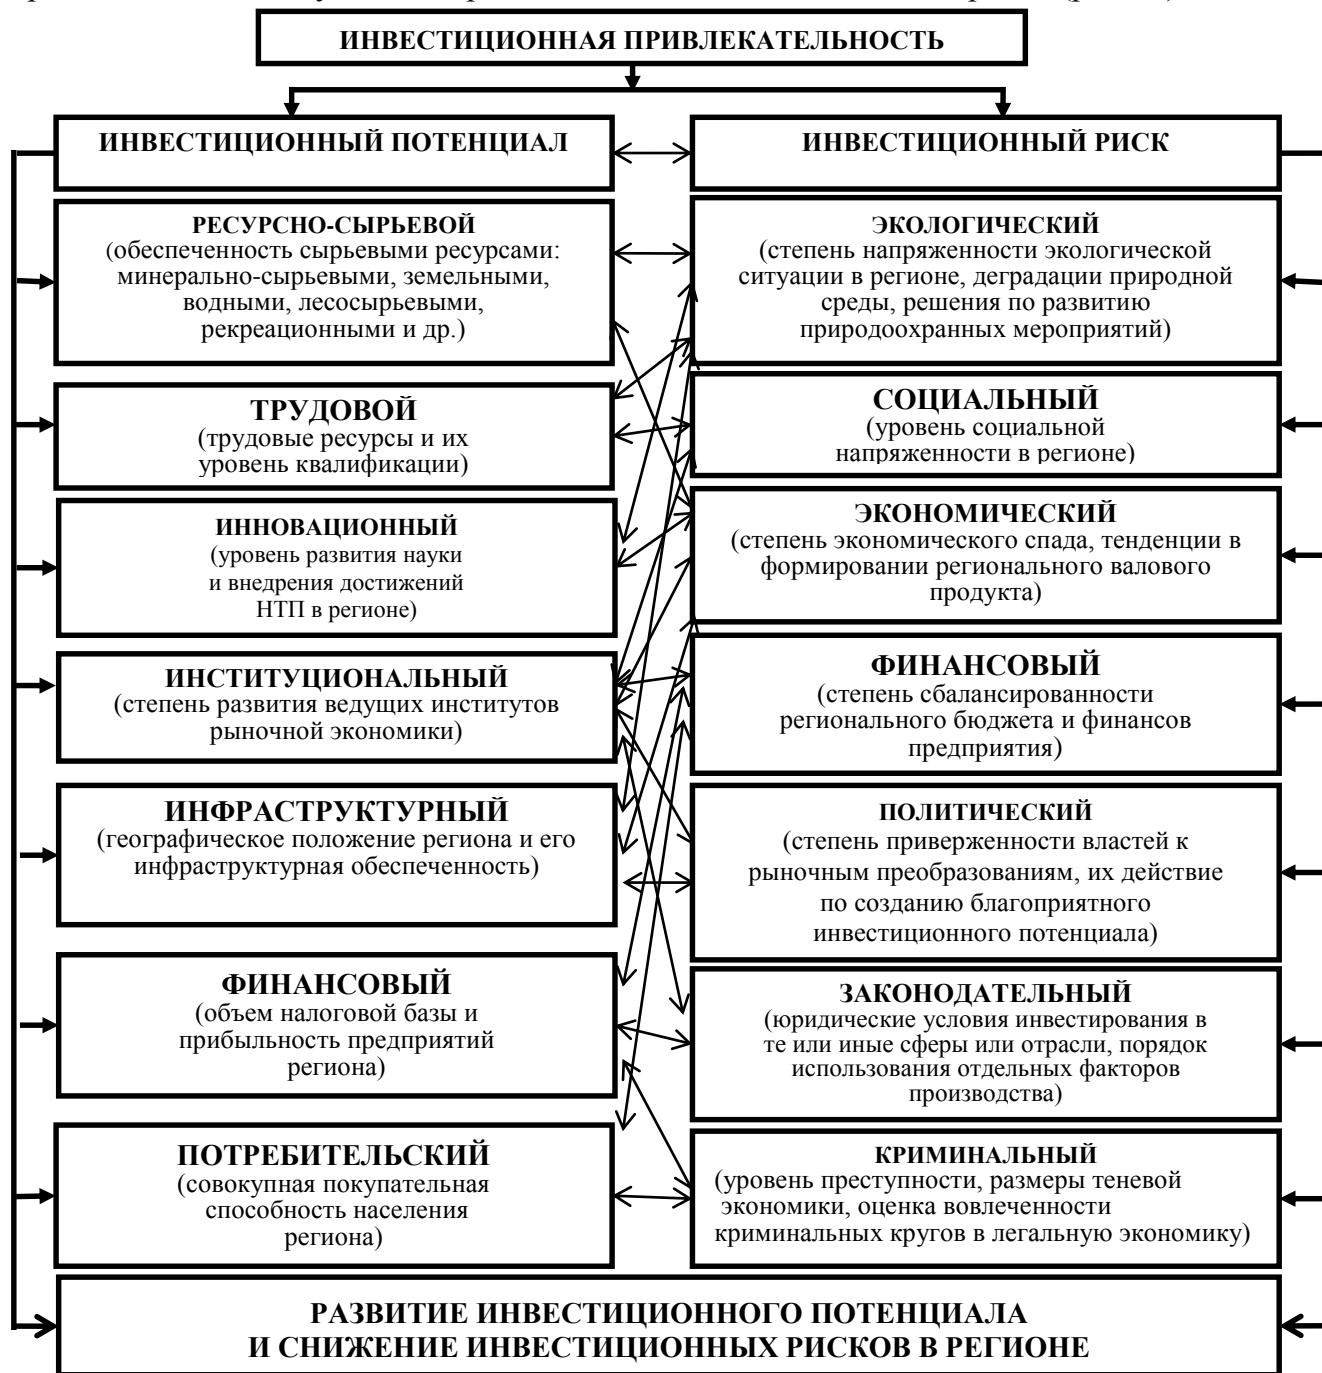 ИНВЕСТИЦИОННАЯ ПРИВЛЕКАТЕЛЬНОСТЬ
ИНВЕСТИЦИОННЫЙ ПОТЕНЦИАЛ
РЕСУРСНО-СЫРЬЕВОЙ
(обеспеченность сырьевыми ресурсами:
минерально-сырьевыми, земельными,
водными, лесосырьевыми,
рекреационными и др.)
ТРУДОВОЙ
(трудовые ресурсы и их
уровень квалификации)
ИННОВАЦИОННЫЙ
(уровень развития науки
и внедрения достижений
НТП в регионе)
ИНСТИТУЦИОНАЛЬНЫЙ
(степень развития ведущих институтов
рыночной экономики)
ИНФРАСТРУКТУРНЫЙ
(географическое положение региона и его
инфраструктурная обеспеченность)
ФИНАНСОВЫЙ
(объем налоговой базы и
прибыльность предприятий
региона)
ПОТРЕБИТЕЛЬСКИЙ
(совокупная покупательная
способность населения
региона)
ИНВЕСТИЦИОННЫЙ РИСК
ЭКОЛОГИЧЕСКИЙ
(степень напряженности экологической
ситуации в регионе, деградации природной
среды, решения по развитию
природоохранных мероприятий)
СОЦИАЛЬНЫЙ
(уровень социальной
напряженности в регионе)
ЭКОНОМИЧЕСКИЙ
(степень экономического спада, тенденции в
формировании регионального валового
продукта)
ФИНАНСОВЫЙ
(степень сбалансированности
регионального бюджета и финансов
предприятия)
ПОЛИТИЧЕСКИЙ
(степень приверженности властей к
рыночным преобразованиям, их действие
по созданию благоприятного
инвестиционного потенциала)
ЗАКОНОДАТЕЛЬНЫЙ
(юридические условия инвестирования в
те или иные сферы или отрасли, порядок
использования отдельных факторов
производства)
КРИМИНАЛЬНЫЙ
(уровень преступности, размеры теневой
экономики, оценка вовлеченности
криминальных кругов в легальную экономику)
РАЗВИТИЕ ИНВЕСТИЦИОННОГО ПОТЕНЦИАЛА
И СНИЖЕНИЕ ИНВЕСТИЦИОННЫХ РИСКОВ В РЕГИОНЕ